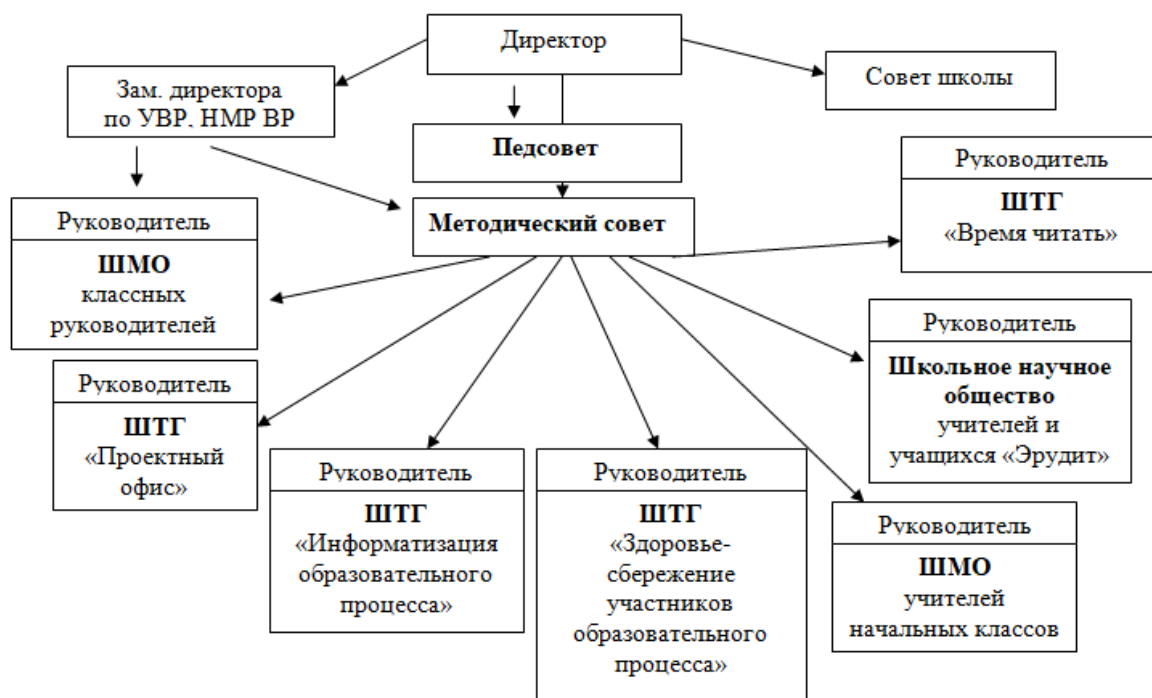 Директор
Совет школы
Зам. директора
по УВР, НМР ВР
Педсовет
Методический совет
Руководитель
ШТГ
«Время читать»
Руководитель
ШМО
классных
руководителей
Руководитель
Школьное научное
общество
учителей и
учащихся «Эрудит»
Руководитель
ШТГ
«Проектный
офис»
Руководитель
ШТГ
«Информатизация
образовательного
процесса»
Руководитель
ШТГ
«Здоровье-
сбережение
участников
образовательного
процесса»
Руководитель
ШМО
учителей
начальных классов